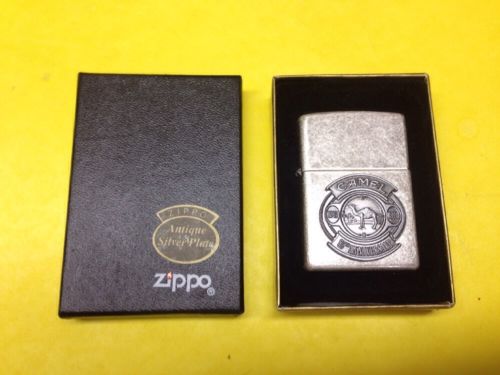 ZIPPO
Antique
Silver Plate
zippo®
CAMEL